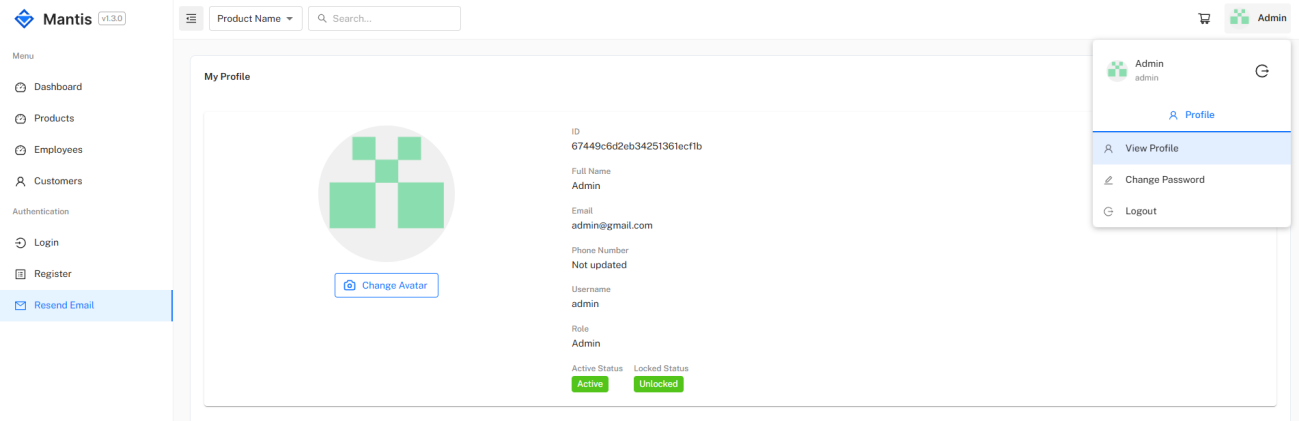 Mantis v1.3.0
Product Name
Search...
Admin
Menu
Dashboard
Products
Employees
Customers
Authentication
Login
Register
Resend Email
My Profile
Change Avatar
ID
67449c6d2eb34251361ecf1b
Full Name
Admin
Email
admin@gmail.com
Phone Number
Not updated
Username
admin
Role
Admin
Active Status Locked Status
Active Unlocked
Admin
admin
Profile
View Profile
Change Password
Logout